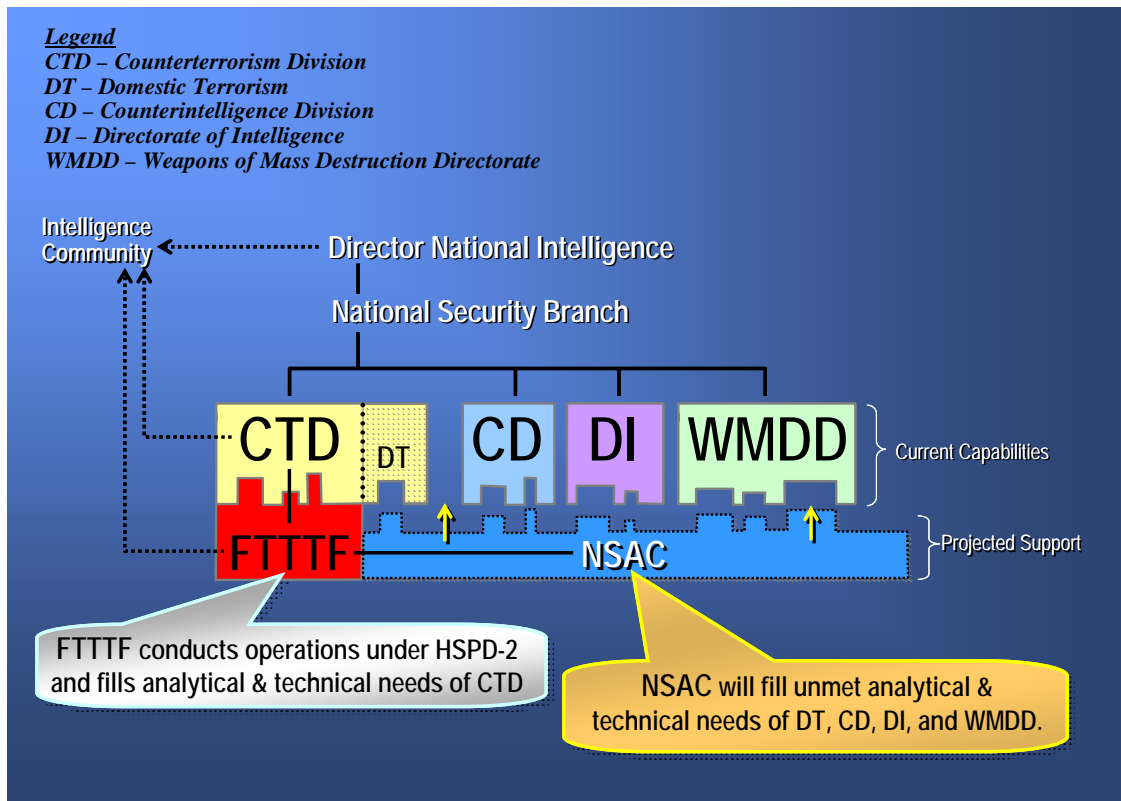 Legend
CTD – Counterterrorism Division
DT – Domestic Terrorism
CD – Counterintelligence Division
DI – Directorate of Intelligence
WMDD – Weapons of Mass Destruction Directorate
Intelligence
Community
Director National Intelligence
National Security Branch
CTD
DT
CD
DI
WMDD
Current Capabilities
FTTTF
NSAC
Projected Support
FTTTF conducts operations under HSPD-2
and fills analytical & technical needs of CTD
NSAC will fill unmet analytical &
technical needs of DT, CD, DI, and WMDD.